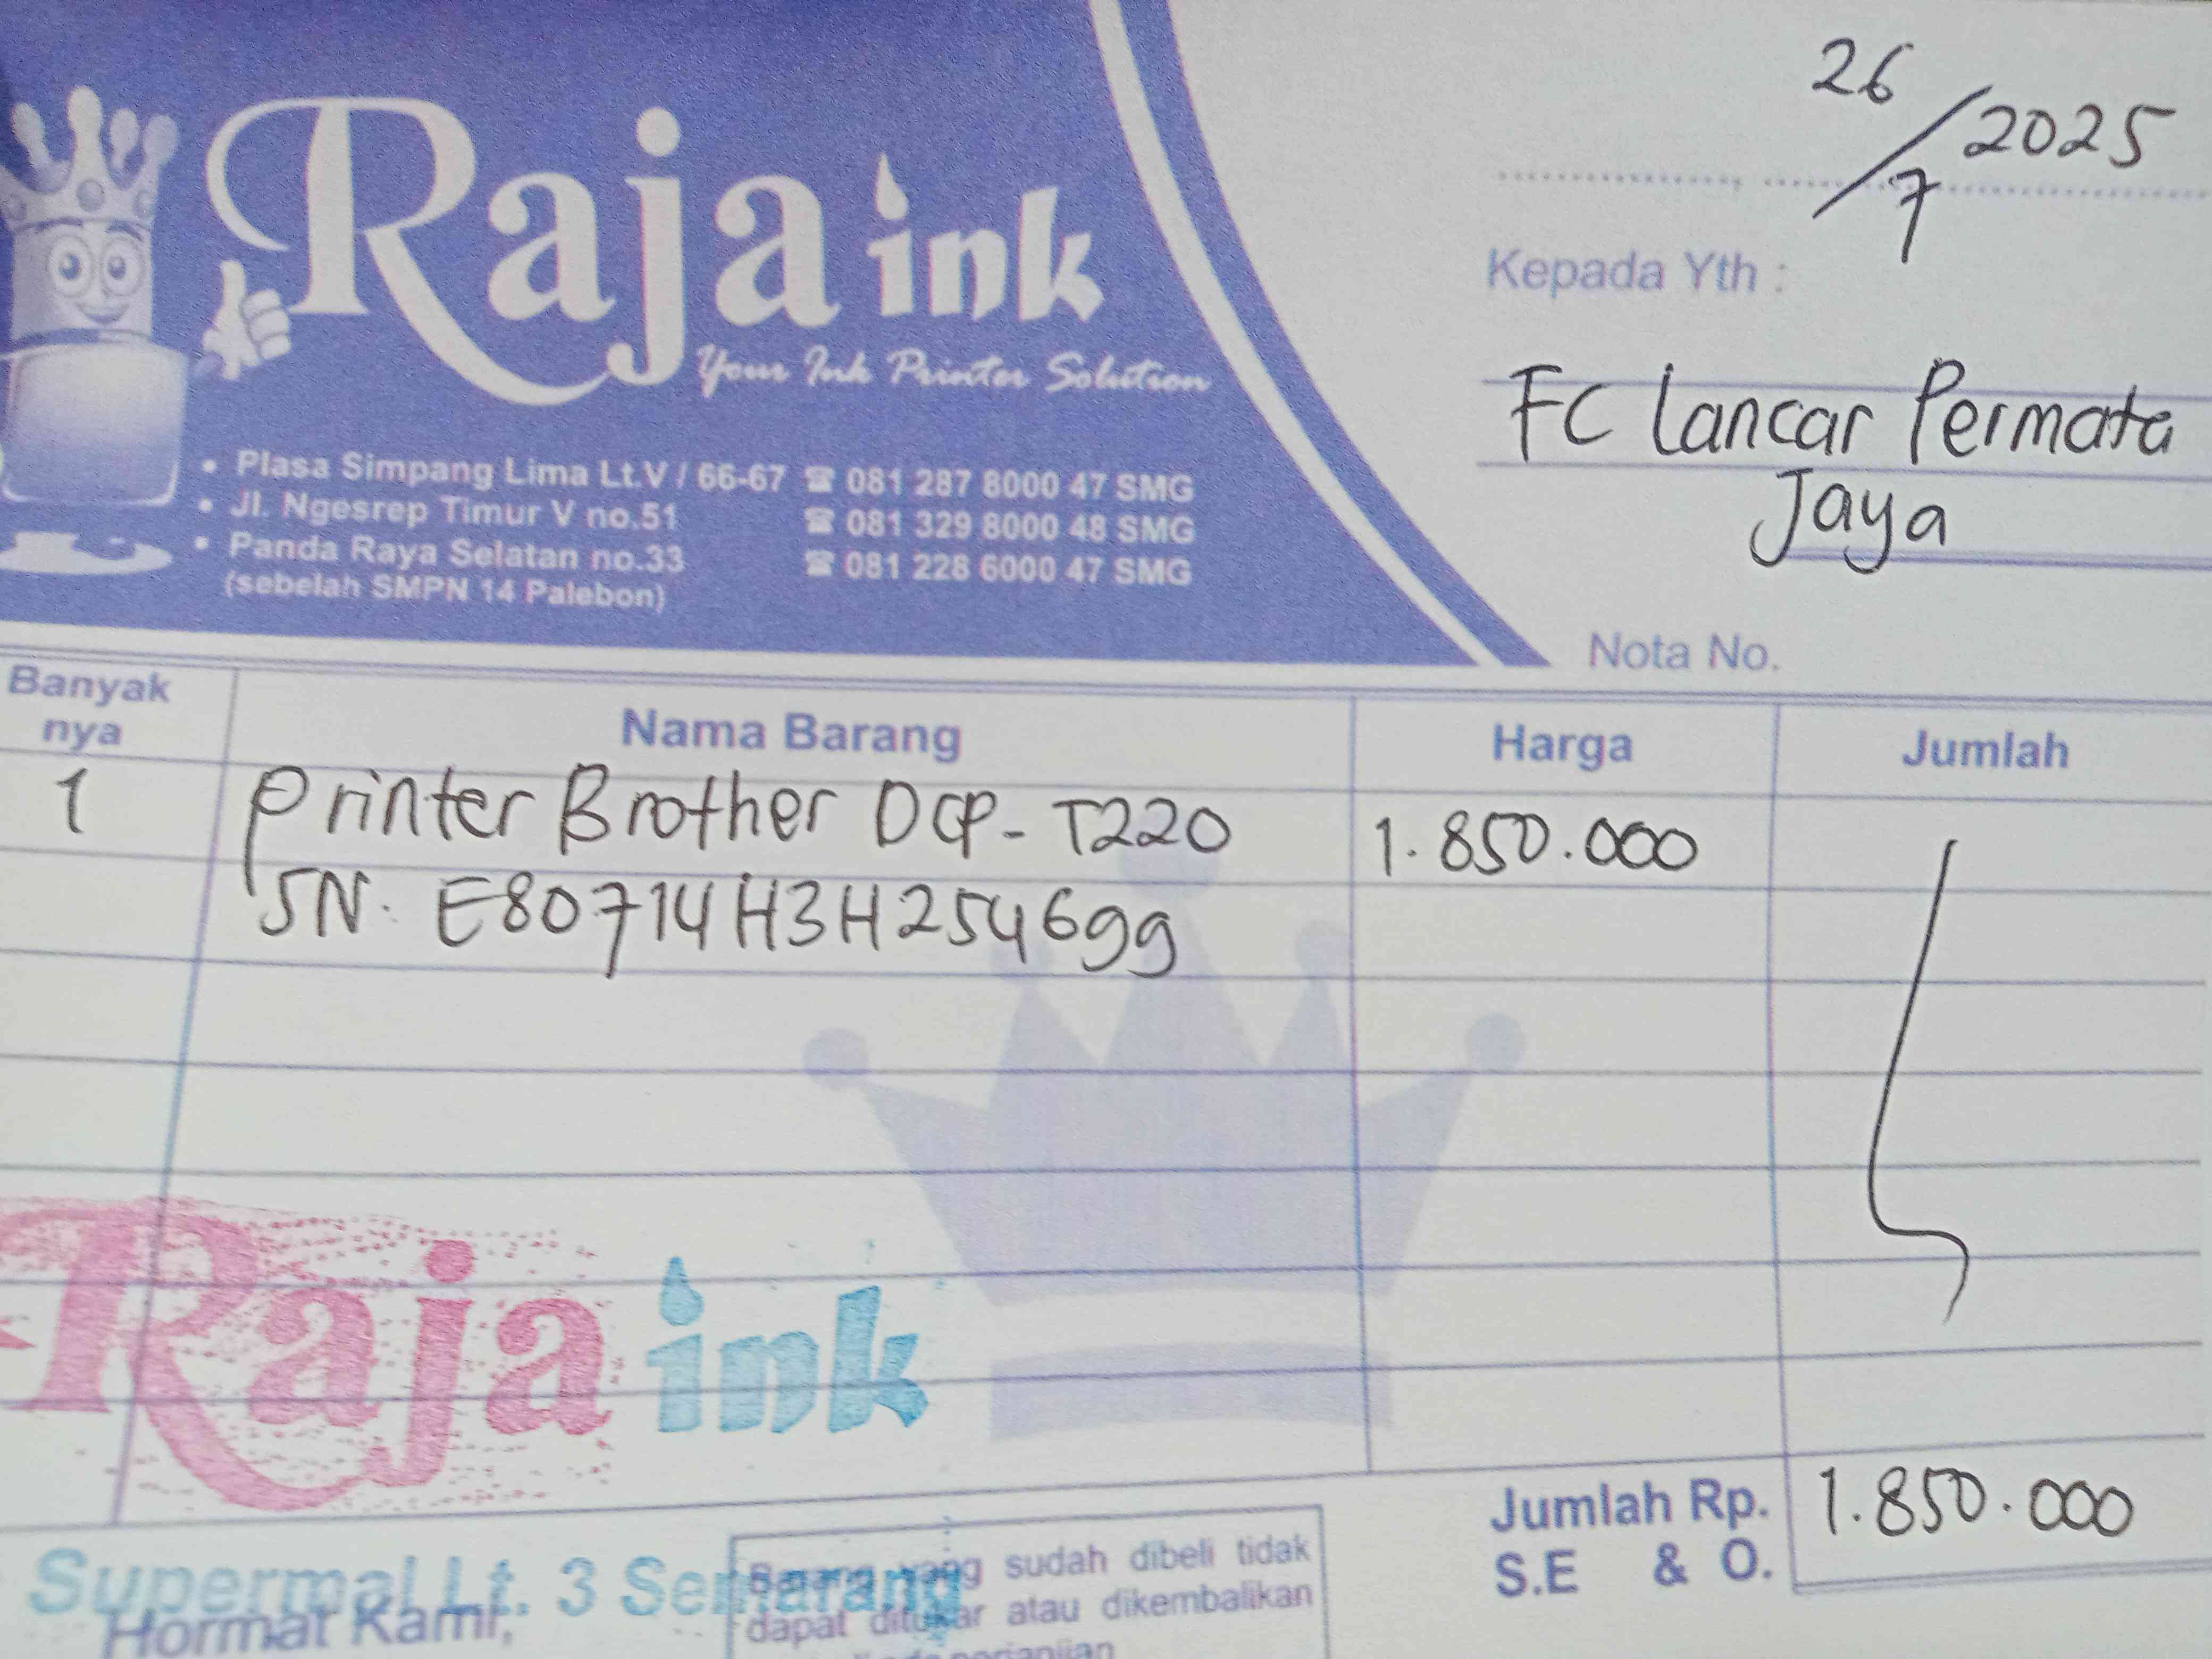 Raja ink
Your Ink Printer Solution
• Plasa Simpang Lima Lt.V / 66-67 ☎ 081 287 8000 47 SMG
• Jl. Ngesrep Timur V no.51 ☎ 081 329 8000 48 SMG
• Panda Raya Selatan no.33 ☎ 081 228 6000 47 SMG
(sebelah SMPN 14 Palebon)
26/7 2025
Kepada Yth :
FC Lancar Permata
Jaya
Nota No.
Banyak nya Nama Barang Harga Jumlah
1 Printer Brother DCP-T220 1.850.000
SN. E80714H3H254699
Raja ink
Supermal Lt. 3 Semarang
Jumlah Rp. 1.850.000
S.E & O.
Hormat Kami,
Barang yang sudah dibeli tidak
dapat ditukar atau dikembalikan
perjanjian